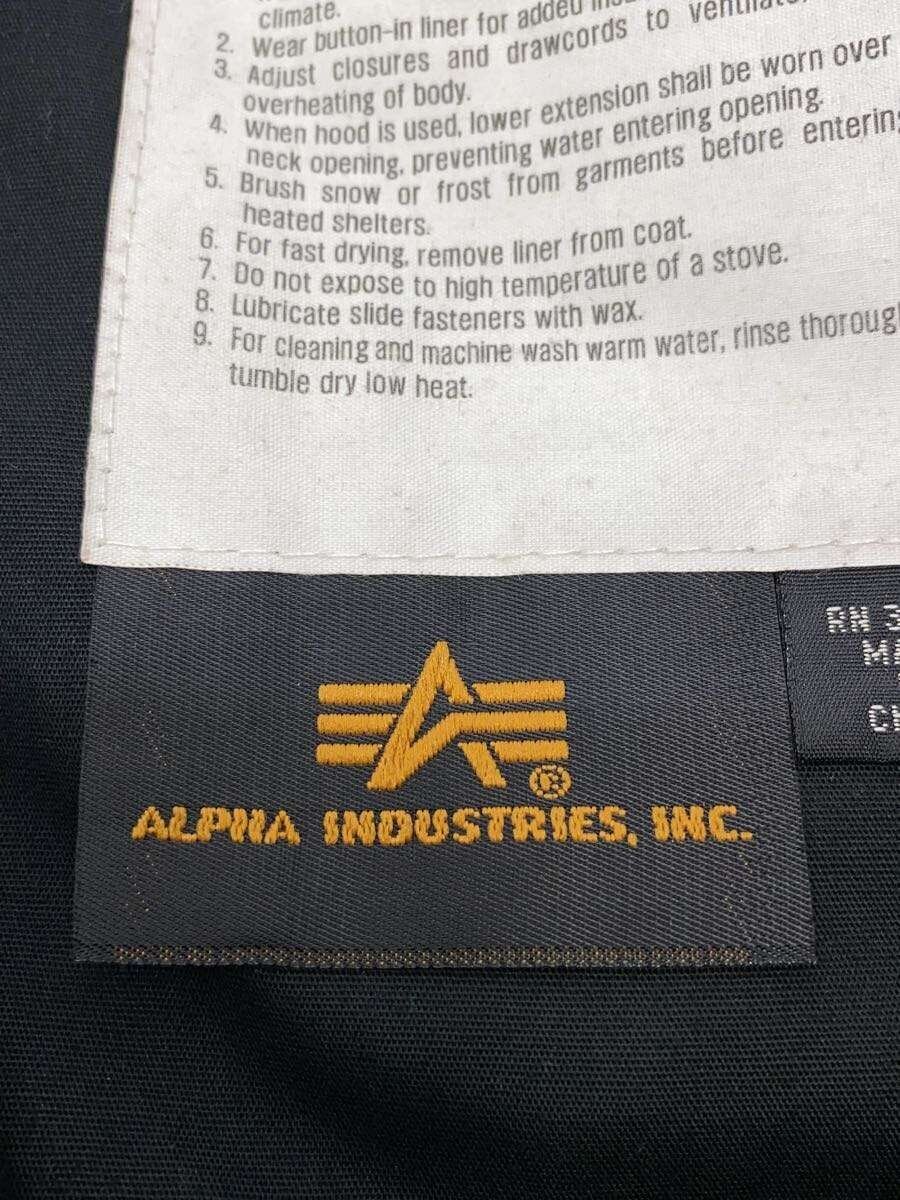 climate.
2. Wear button-in liner for added
3. Adjust closures and drawcords to
overheating of body.
4. When hood is used, lower extension shall be worn over
neck opening, preventing water entering opening.
5. Brush snow or frost from garments before
heated shelters.
6. For fast drying, remove liner from coat.
7. Do not expose to high temperature of a stove.
8. Lubricate slide fasteners with wax.
9. For cleaning and machine wash warm water, rinse
tumble dry low heat.
RN 3
MA
CH
ALPHA INDUSTRIES, INC.